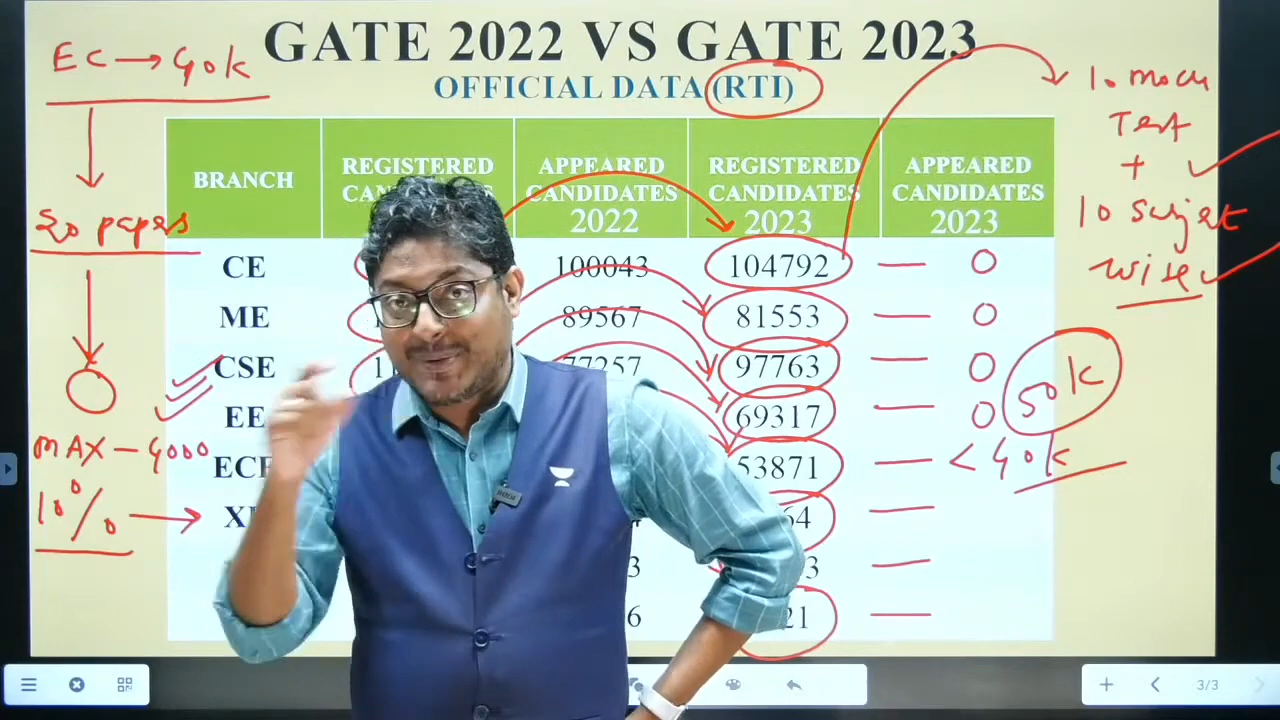 GATE 2022 VS GATE 2023
OFFICIAL DATA (RTI)
EC → 40k
20 papers
MAX – 4000
10%
BRANCH
APPEARED CANDIDATES 2022
REGISTERED CANDIDATES 2023
APPEARED CANDIDATES 2023
REGISTERED
CE 100043 104792 — 0
ME 89567 81553 — 0
CSE 77257 97763 — 0
EE 69317 — 0
53871 — < 40k
50k
10 mock
Test
+
10 Subject
wise
3/3